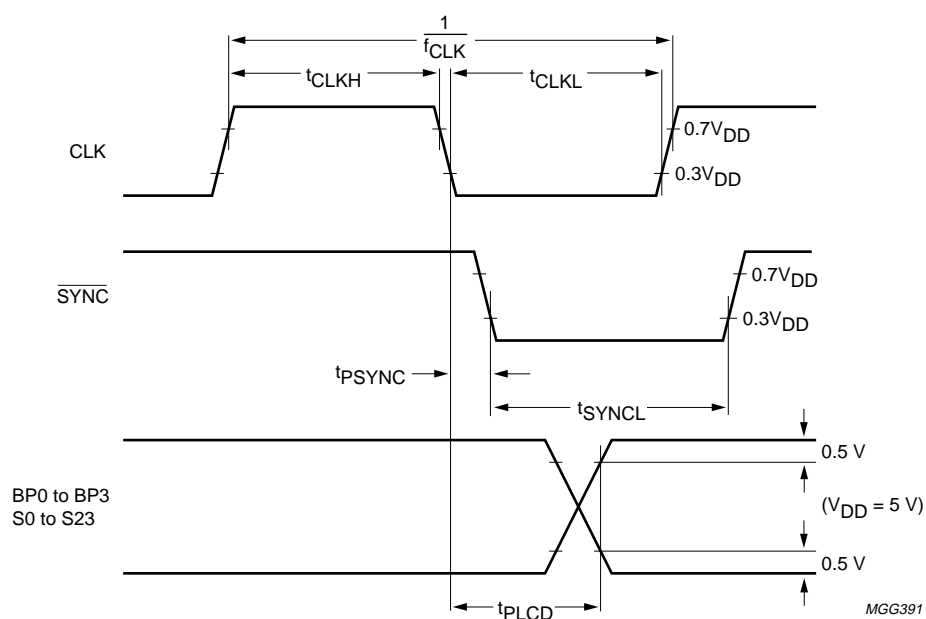 1
fCLK
tCLKH
tCLKL
CLK
0.7VDD
0.3VDD
SYNC
0.7VDD
0.3VDD
tPSYNC
tSYNCL
0.5 V
BP0 to BP3
S0 to S23
(VDD = 5 V)
0.5 V
tPLCD
MGG391